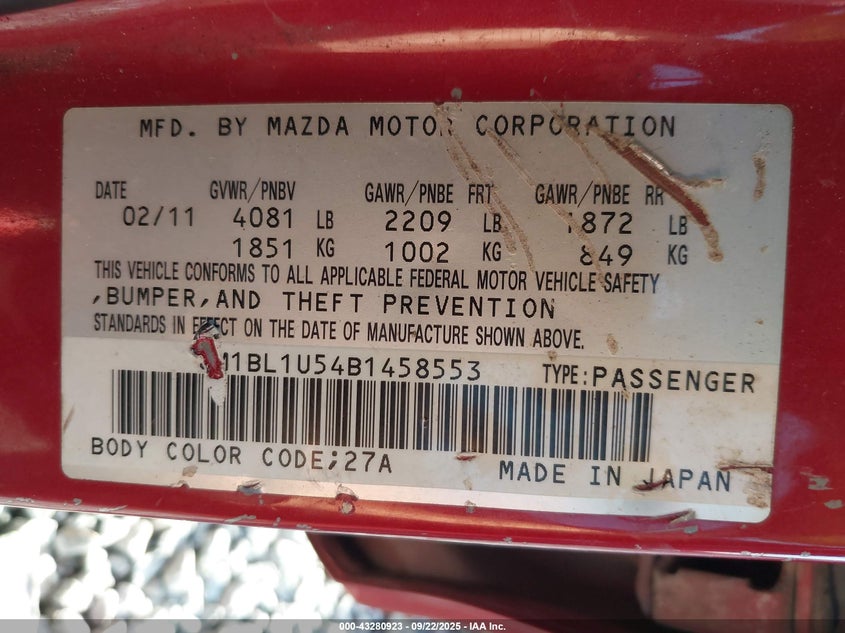 MFD. BY MAZDA MOTOR CORPORATION
DATE GVWR/PNBV GAWR/PNBE FRT GAWR/PNBE RR
02/11 4081 LB 2209 LB 1872 LB
1851 KG 1002 KG 849 KG
THIS VEHICLE CONFORMS TO ALL APPLICABLE FEDERAL MOTOR VEHICLE SAFETY
,BUMPER,AND THEFT PREVENTION
STANDARDS IN EFFECT ON THE DATE OF MANUFACTURE SHOWN ABOVE.
M1BL1U54B1458553 TYPE:PASSENGER
BODY COLOR CODE;27A
MADE IN JAPAN
000-43280923 - 09/22/2025 - IAA Inc.